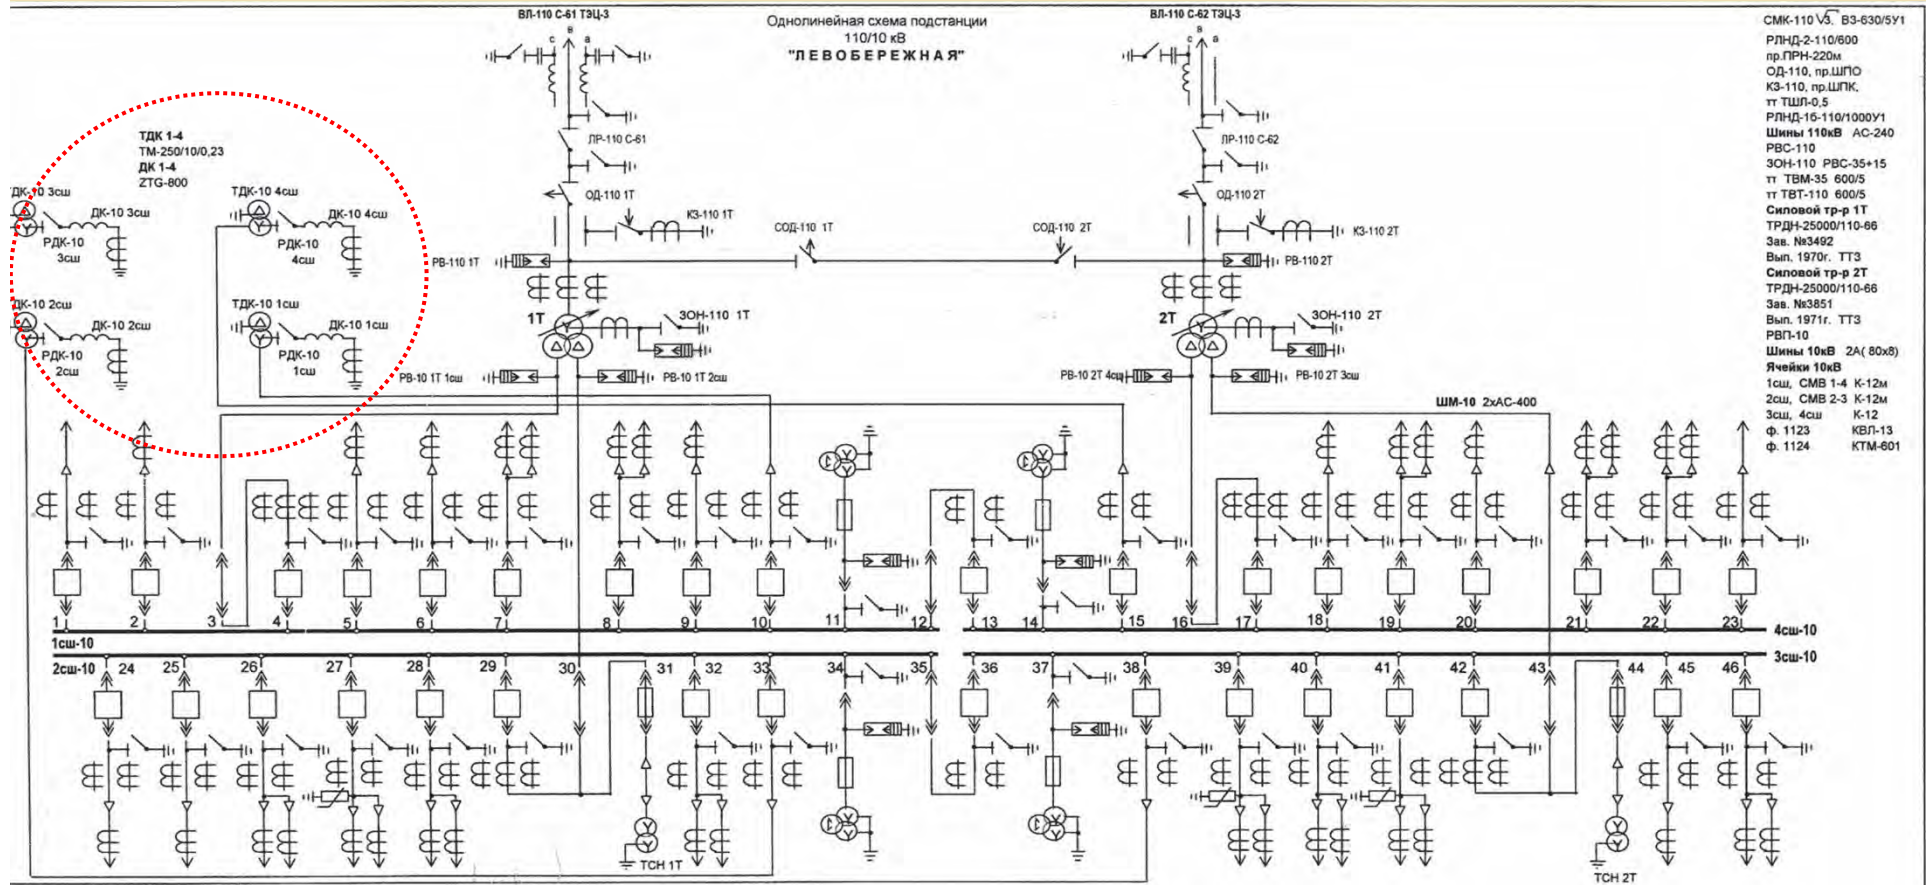 ВЛ-110 С-61 ТЭЦ-3
Однолинейная схема подстанции
110/10 кВ
"ЛЕВОБЕРЕЖНАЯ"
ВЛ-110 С-62 ТЭЦ-3
СМК-110 √3. ВЗ-630/5У1
РЛНД-2-110/600
пр.ПРН-220м
ОД-110, пр.ШПО
КЗ-110, пр.ШПК,
тт ТШЛ-0,5
РЛНД-1б-110/1000У1
Шины 110кВ АС-240
РВС-110
ЗОН-110 РВС-35+15
тт ТВМ-35 600/5
тт ТВТ-110 600/5
Силовой тр-р 1Т
ТРДН-25000/110-66
Зав. №3492
Вып. 1970г. ТТЗ
Силовой тр-р 2Т
ТРДН-25000/110-66
Зав. №3851
Вып. 1971г. ТТЗ
РВП-10
Шины 10кВ 2А( 80х8)
Ячейки 10кВ
1сш, СМВ 1-4 К-12м
2сш, СМВ 2-3 К-12м
3сш, 4сш К-12
ф. 1123 КВЛ-13
ф. 1124 КТМ-601
с в а
с в а
ТДК 1-4
ТМ-250/10/0,23
ДК 1-4
ZTG-800
ТДК-10 3сш
ДК-10 3сш
РДК-10
3сш
ТДК-10 4сш
ДК-10 4сш
РДК-10
4сш
ДК-10 2сш
ДК-10 2сш
РДК-10
2сш
ТДК-10 1сш
ДК-10 1сш
РДК-10
1сш
ЛР-110 С-61
ЛР-110 С-62
ОД-110 1Т
ОД-110 2Т
КЗ-110 1Т
СОД-110 1Т
СОД-110 2Т
КЗ-110 2Т
РВ-110 1Т
РВ-110 2Т
1Т
ЗОН-110 1Т
2Т
ЗОН-110 2Т
РВ-10 1Т 1сш
РВ-10 1Т 2сш
РВ-10 2Т 4сш
РВ-10 2Т 3сш
ШМ-10 2хАС-400
1 2 3 4 5 6 7 8 9 10 11 12 13 14 15 16 17 18 19 20 21 22 23
1сш-10
4сш-10
2сш-10
3сш-10
24 25 26 27 28 29 30 31 32 33 34 35 36 37 38 39 40 41 42 43 44 45 46
ТСН 1Т
ТСН 2Т